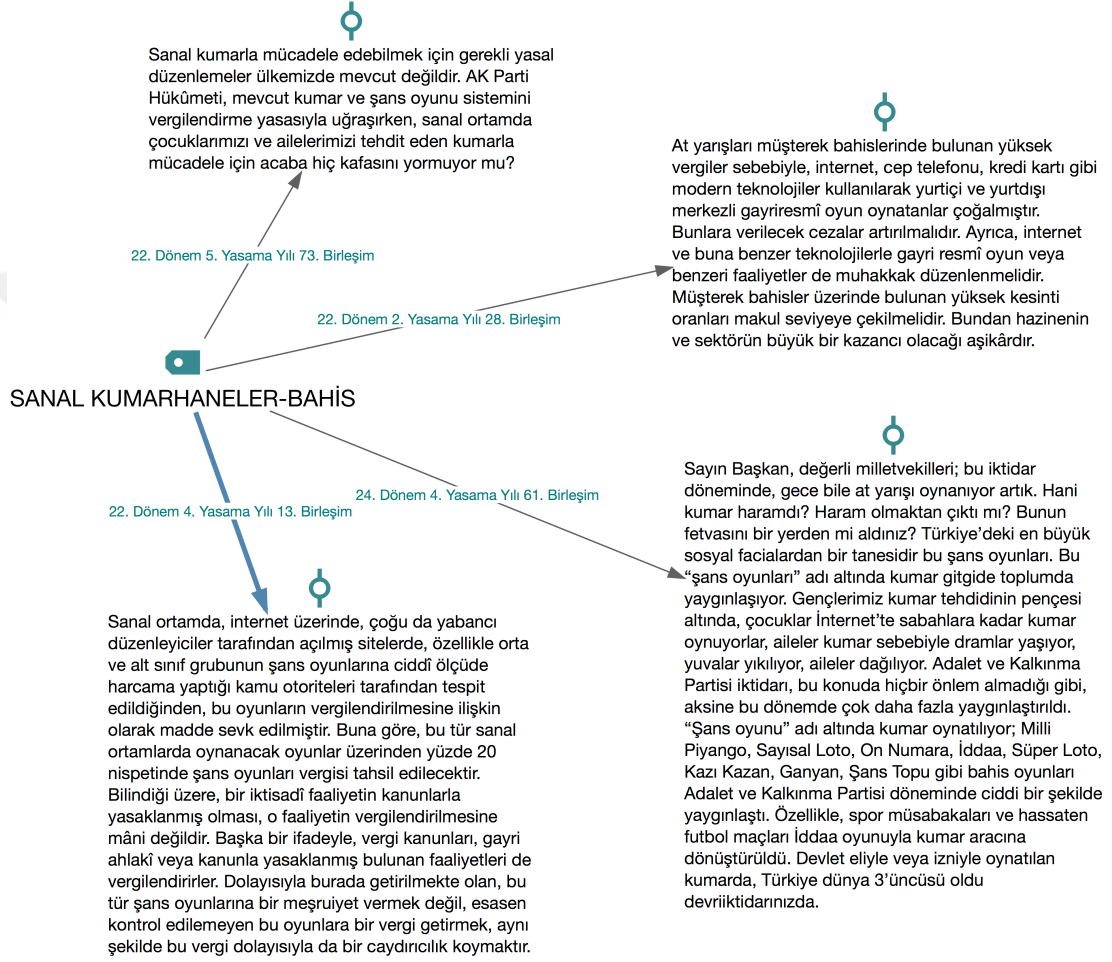 Sanal kumarla mücadele edebilmek için gerekli yasal
düzenlemeler ülkemizde mevcut değildir. AK Parti
Hükûmeti, mevcut kumar ve şans oyunu sistemini
vergilendirme yasasıyla uğraşırken, sanal ortamda
çocuklarımızı ve ailelerimizi tehdit eden kumarla
mücadele için acaba hiç kafasını yormuyor mu?
22. Dönem 5. Yasama Yılı 73. Birleşim
At yarışları müşterek bahislerinde bulunan yüksek
vergiler sebebiyle, internet, cep telefonu, kredi kartı gibi
modern teknolojiler kullanılarak yurtiçi ve yurtdışı
merkezli gayriresmî oyun oynatanlar çoğalmıştır.
Bunlara verilecek cezalar artırılmalıdır. Ayrıca, internet
ve buna benzer teknolojilerle gayri resmî oyun veya
benzeri faaliyetler de muhakkak düzenlenmelidir.
Müşterek bahisler üzerinde bulunan yüksek kesinti
oranları makul seviyeye çekilmelidir. Bundan hazinenin
ve sektörün büyük bir kazancı olacağı aşikârdır.
22. Dönem 2. Yasama Yılı 28. Birleşim
SANAL KUMARHANELER-BAHİS
24. Dönem 4. Yasama Yılı 61. Birleşim
22. Dönem 4. Yasama Yılı 13. Birleşim
Sayın Başkan, değerli milletvekilleri; bu iktidar
döneminde, gece bile at yarışı oynanıyor artık. Hani
kumar haramdı? Haram olmaktan çıktı mı? Bunun
fetvasını bir yerden mi aldınız? Türkiye’deki en büyük
sosyal facialardan bir tanesidir bu şans oyunları. Bu
“şans oyunları” adı altında kumar gitgide toplumda
yaygınlaşıyor. Gençlerimiz kumar tehdidinin pençesi
altında, çocuklar İnternet’te sabahlara kadar kumar
oynuyorlar, aileler kumar sebebiyle dramlar yaşıyor,
yuvalar yıkılıyor, aileler dağılıyor. Adalet ve Kalkınma
Partisi iktidarı, bu konuda hiçbir önlem almadığı gibi,
aksine bu dönemde çok daha fazla yaygınlaştırıldı.
“Şans oyunu” adı altında kumar oynatılıyor; Milli
Piyango, Sayısal Loto, On Numara, İddaa, Süper Loto,
Kazı Kazan, Ganyan, Şans Topu gibi bahis oyunları
Adalet ve Kalkınma Partisi döneminde ciddi bir şekilde
yaygınlaştı. Özellikle, spor müsabakaları ve hassaten
futbol maçları İddaa oyunuyla kumar aracına
dönüştürüldü. Devlet eliyle veya izniyle oynatılan
kumarda, Türkiye dünya 3’üncüsü oldu
devriiktidarınızda.
Sanal ortamda, internet üzerinde, çoğu da yabancı
düzenleyiciler tarafından açılmış sitelerde, özellikle orta
ve alt sınıf grubunun şans oyunlarına ciddî ölçüde
harcama yaptığı kamu otoriteleri tarafından tespit
edildiğinden, bu oyunların vergilendirilmesine ilişkin
olarak madde sevk edilmiştir. Buna göre, bu tür sanal
ortamlarda oynanacak oyunlar üzerinden yüzde 20
nispetinde şans oyunları vergisi tahsil edilecektir.
Bilindiği üzere, bir iktisadî faaliyetin kanunlarla
yasaklanmış olması, o faaliyetin vergilendirilmesine
mâni değildir. Başka bir ifadeyle, vergi kanunları, gayri
ahlakî veya kanunla yasaklanmış bulunan faaliyetleri de
vergilendirirler. Dolayısıyla burada getirilmekte olan, bu
tür şans oyunlarına bir meşruiyet vermek değil, esasen
kontrol edilemeyen bu oyunlara bir vergi getirmek, aynı
şekilde bu vergi dolayısıyla da bir caydırıcılık koymaktır.